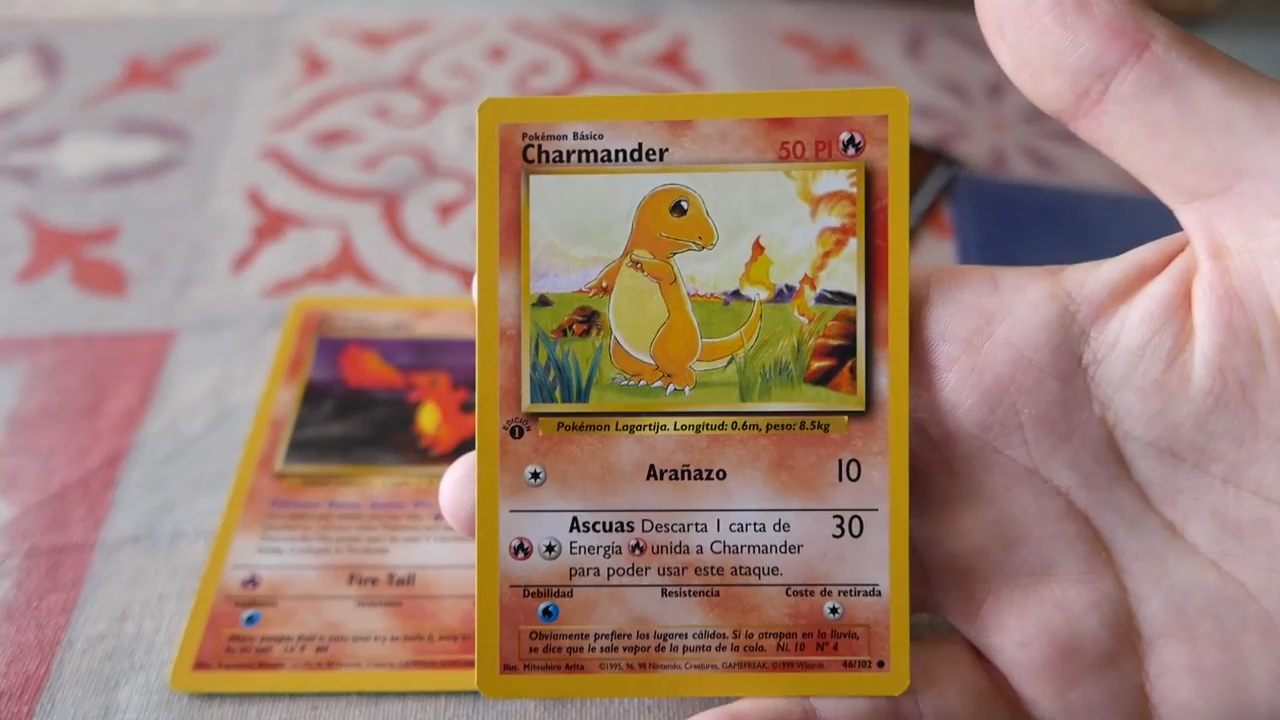 Pokémon Básico
Charmander 50 PI
EDICIÓN
1
Pokémon Lagartija. Longitud: 0.6m, peso: 8.5kg
Arañazo 10
Ascuas Descarta 1 carta de 30
Energía unida a Charmander
para poder usar este ataque.
Debilidad Resistencia Coste de retirada
Obviamente prefiere los lugares cálidos. Si lo atrapan en la lluvia,
se dice que le sale vapor de la punta de la cola. Ni. 10 Nº 4
Ilus. Mitsuhiro Arita ©1995, 96, 98 Nintendo, Creatures, GAMEFREAK. ©1999 Wizards. 46/102
Fire Tail